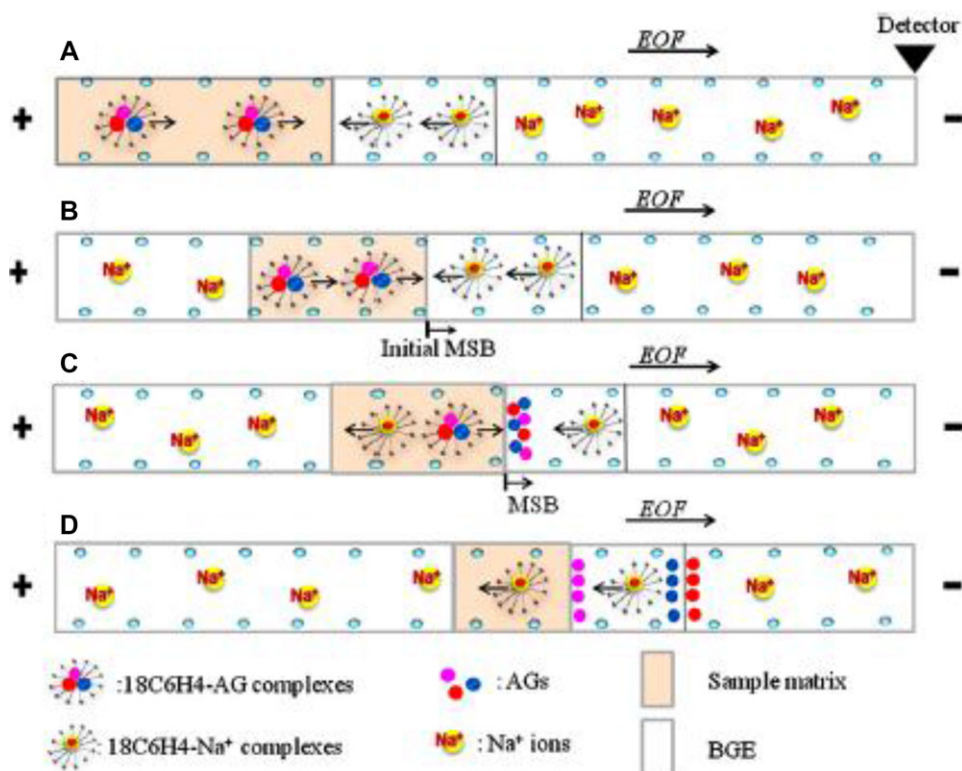 Detector
A EOF
+ Na⁺ Na⁺ Na⁺ Na⁺ Na⁺ −
B EOF
+ Na⁺ Na⁺ Na⁺ Na⁺ Na⁺ −
Initial MSB
C EOF
+ Na⁺ Na⁺ Na⁺ Na⁺ Na⁺ Na⁺ −
MSB
D EOF
+ Na⁺ Na⁺ Na⁺ Na⁺ Na⁺ Na⁺ −
:18C6H4-AG complexes : AGs Sample matrix
: 18C6H4-Na⁺ complexes Na⁺ : Na⁺ ions BGE